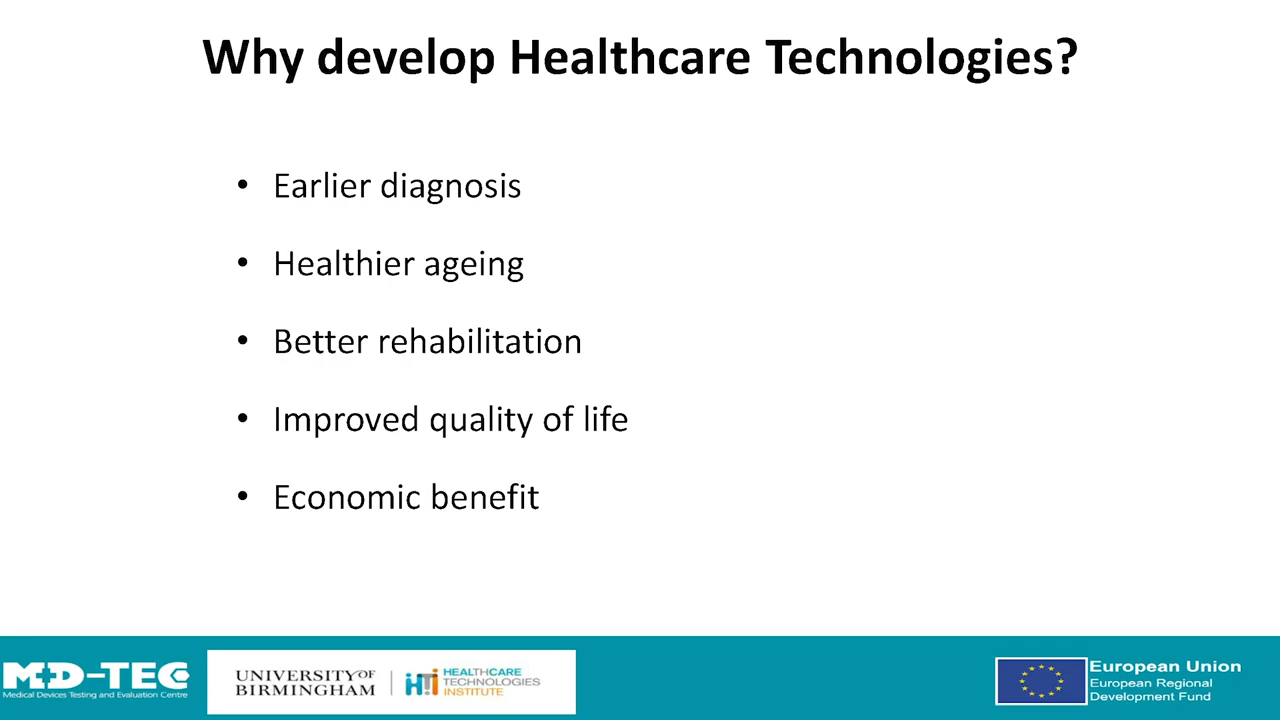 Why develop Healthcare Technologies?
• Earlier diagnosis
• Healthier ageing
• Better rehabilitation
• Improved quality of life
• Economic benefit
MD-TEC
Medical Devices Testing and Evaluation Centre
UNIVERSITY OF
BIRMINGHAM
HTI
HEALTHCARE
TECHNOLOGIES
INSTITUTE
European Union
European Regional
Development Fund